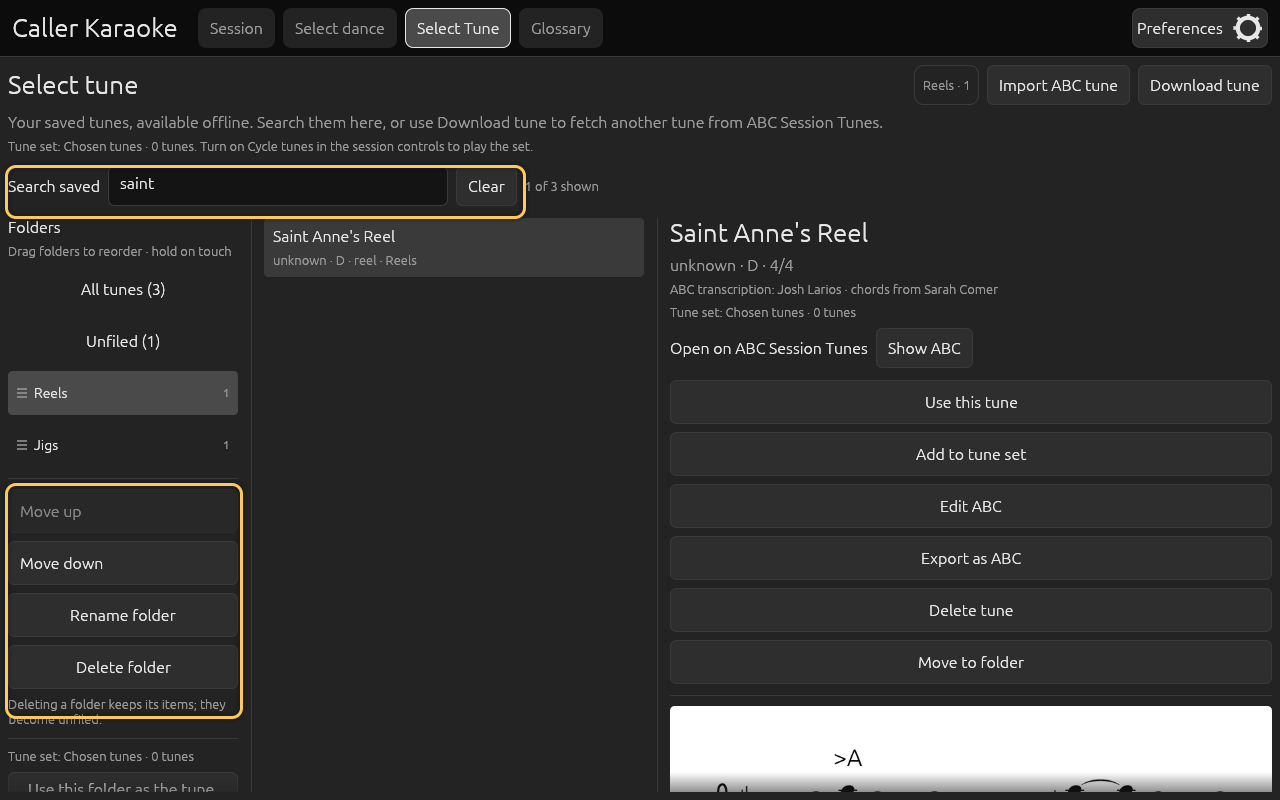 Caller Karaoke
Session
Select dance
Select Tune
Glossary
Preferences
Select tune
Reels · 1
Import ABC tune
Download tune
Your saved tunes, available offline. Search them here, or use Download tune to fetch another tune from ABC Session Tunes.
Tune set: Chosen tunes · 0 tunes. Turn on Cycle tunes in the session controls to play the set.
Search saved
saint
Clear
1 of 3 shown
Folders
Drag folders to reorder · hold on touch
All tunes (3)
Unfiled (1)
Reels 1
Jigs 1
Move up
Move down
Rename folder
Delete folder
Deleting a folder keeps its items; they
become unfiled.
Tune set: Chosen tunes · 0 tunes
Use this folder as the tune
Saint Anne's Reel
unknown · D · reel · Reels
Saint Anne's Reel
unknown · D · 4/4
ABC transcription: Josh Larios · chords from Sarah Comer
Tune set: Chosen tunes · 0 tunes
Open on ABC Session Tunes
Show ABC
Use this tune
Add to tune set
Edit ABC
Export as ABC
Delete tune
Move to folder
>A